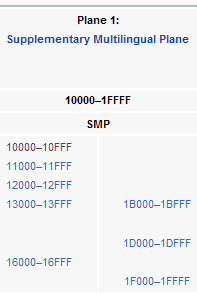 Plane 1:
Supplementary Multilingual Plane
10000–1FFFF
SMP
10000–10FFF
11000–11FFF
12000–12FFF
13000–13FFF 1B000–1BFFF
1D000–1DFFF
16000–16FFF
1F000–1FFFF